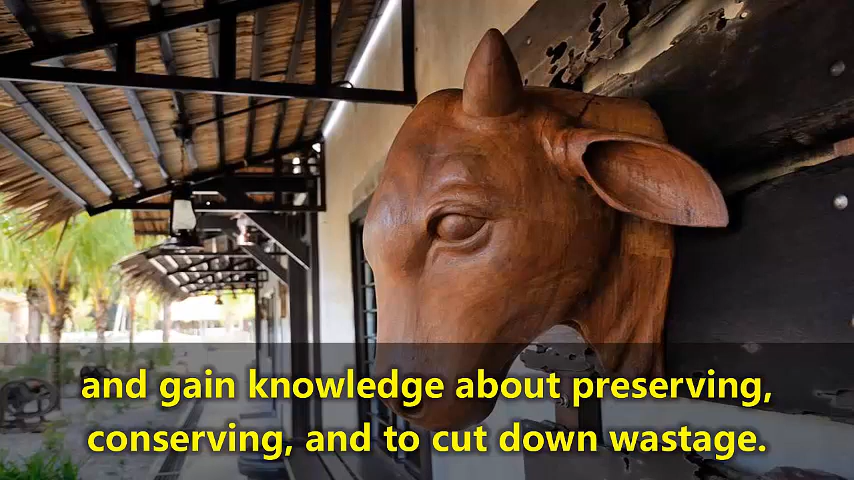 and gain knowledge about preserving,
conserving, and to cut down wastage.